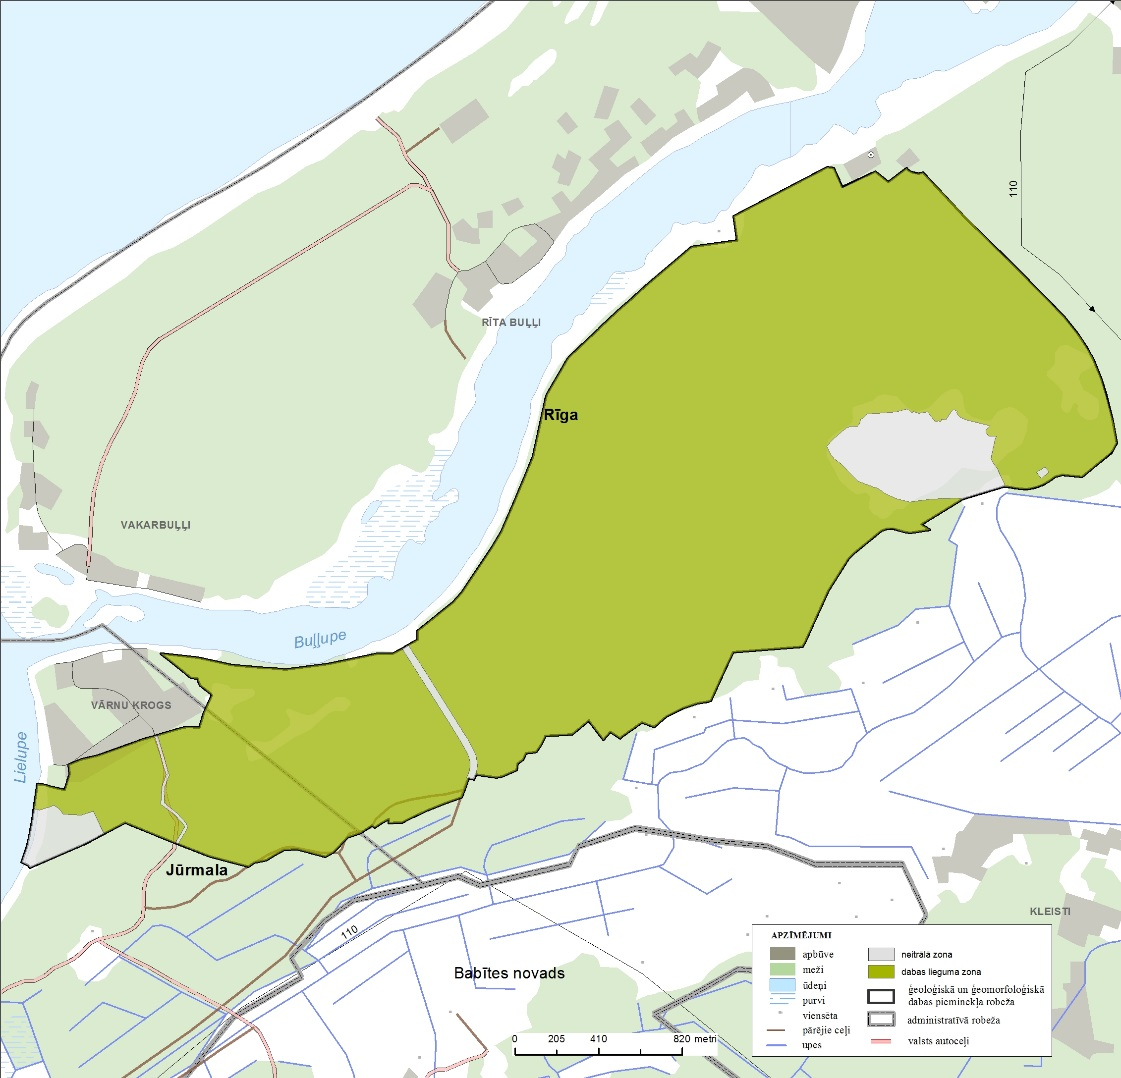 110
RĪTA BUĻĻI
Rīga
VAKARBUĻĻI
Buļļupe
VĀRNU KROGS
Lielupe
Jūrmala
KLEISTI
110
Babītes novads
0 205 410 820 metri
APZĪMĒJUMI
apbūve
meži
ūdeņi
purvi
viensēta
pārējie ceļi
upes
neitrālā zona
dabas lieguma zona
ģeoloģiskā un ģeomorfoloģiskā
dabas pieminekļa robeža
administratīvā robeža
valsts autoceļi